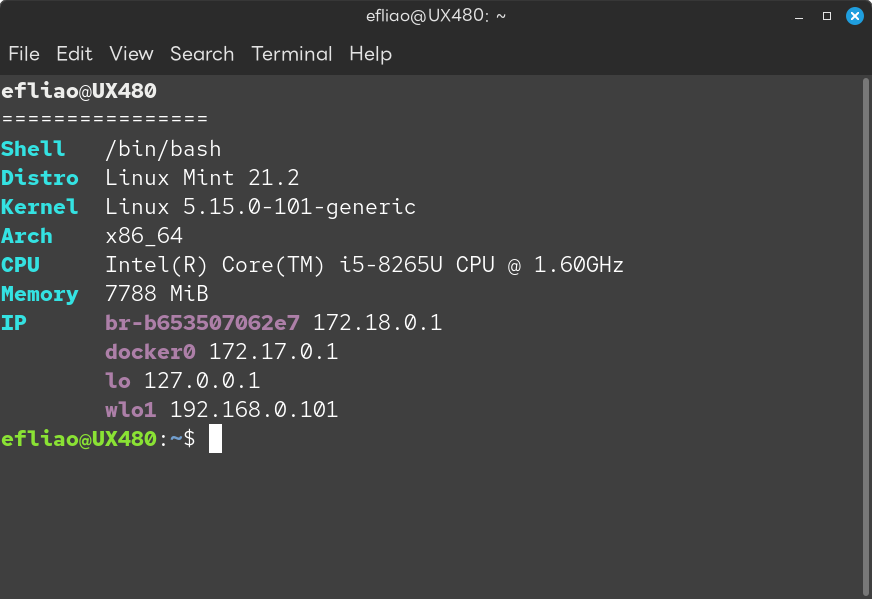 efliao@UX480: ~
File Edit View Search Terminal Help
efliao@UX480
================
Shell /bin/bash
Distro Linux Mint 21.2
Kernel Linux 5.15.0-101-generic
Arch x86_64
CPU Intel(R) Core(TM) i5-8265U CPU @ 1.60GHz
Memory 7788 MiB
IP br-b653507062e7 172.18.0.1
docker0 172.17.0.1
lo 127.0.0.1
wlo1 192.168.0.101
efliao@UX480:~$